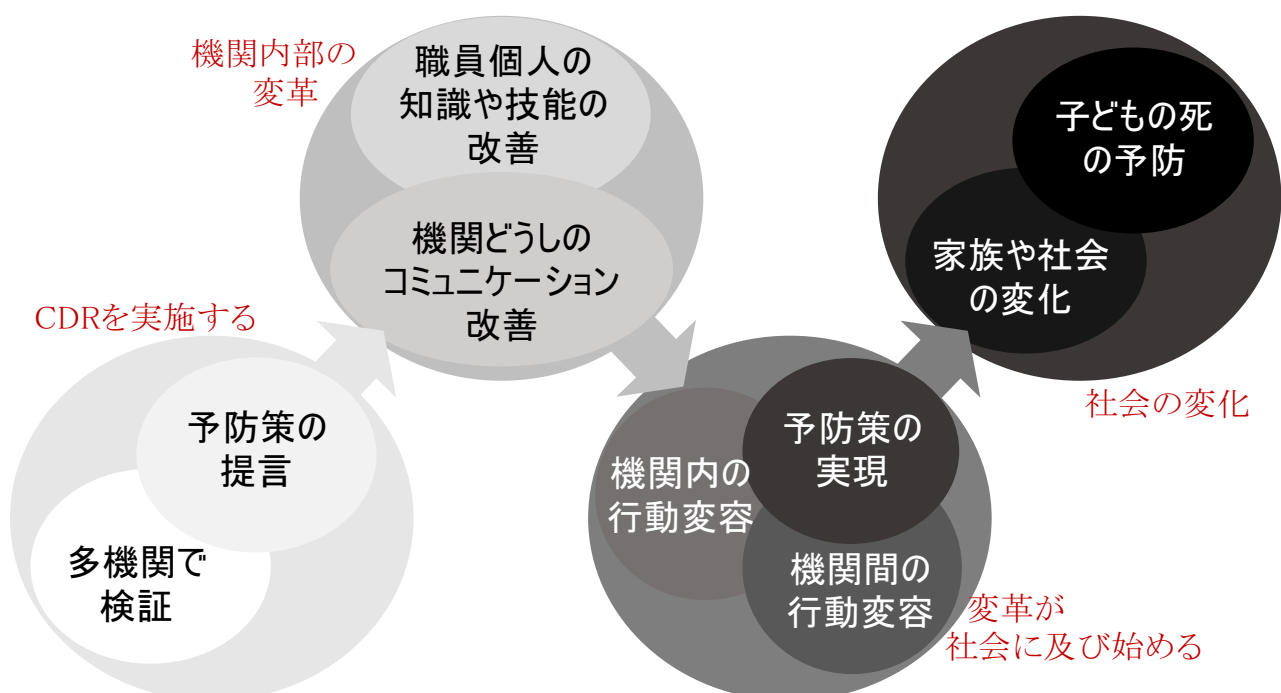 CDRを実施する
予防策の
提言
多機関で
検証
機関内部の
変革
職員個人の
知識や技能の
改善
機関どうしの
コミュニケーション
改善
機関内の
行動変容
予防策の
実現
機関間の
行動変容
変革が
社会に及び始める
子どもの死
の予防
家族や社会
の変化
社会の変化